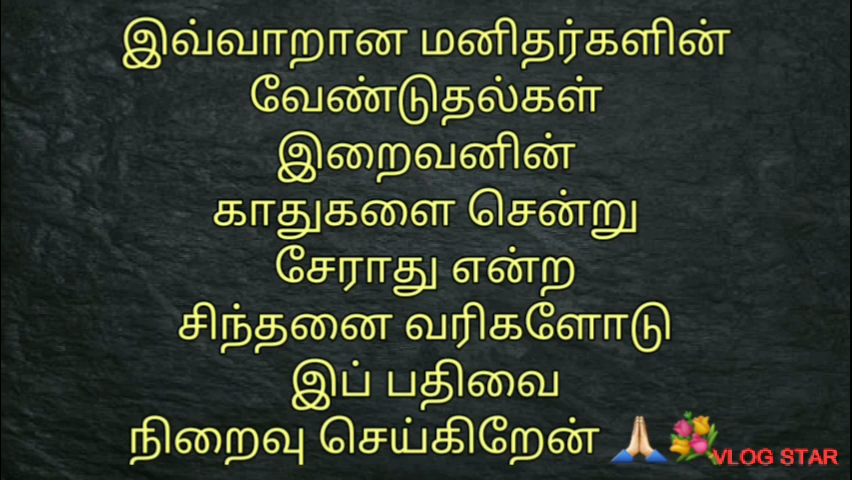 இவ்வாறான மனிதர்களின்
வேண்டுதல்கள்
இறைவனின்
காதுகளை சென்று
சேராது என்ற
சிந்தனை வரிகளோடு
இப் பதிவை
நிறைவு செய்கிறேன் 🙏🏻💐
VLOG STAR